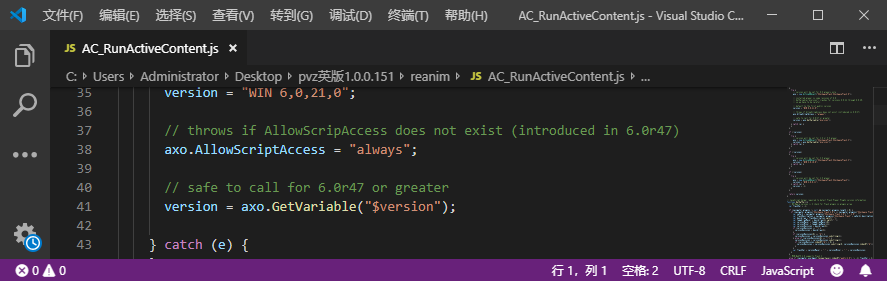 文件(F) 编辑(E) 选择(S) 查看(V) 转到(G) 调试(D) 终端(T) 帮助(H) AC_RunActiveContent.js - Visual Studio C...
JS AC_RunActiveContent.js ×
C: > Users > Administrator > Desktop > pvz英版1.0.0.151 > reanim > JS AC_RunActiveContent.js > ...
35 version = "WIN 6,0,21,0";
36
37 // throws if AllowScripAccess does not exist (introduced in 6.0r47)
38 axo.AllowScriptAccess = "always";
39
40 // safe to call for 6.0r47 or greater
41 version = axo.GetVariable("$version");
42
43 } catch (e) {
0 0 行 1，列 1 空格: 2 UTF-8 CRLF JavaScript